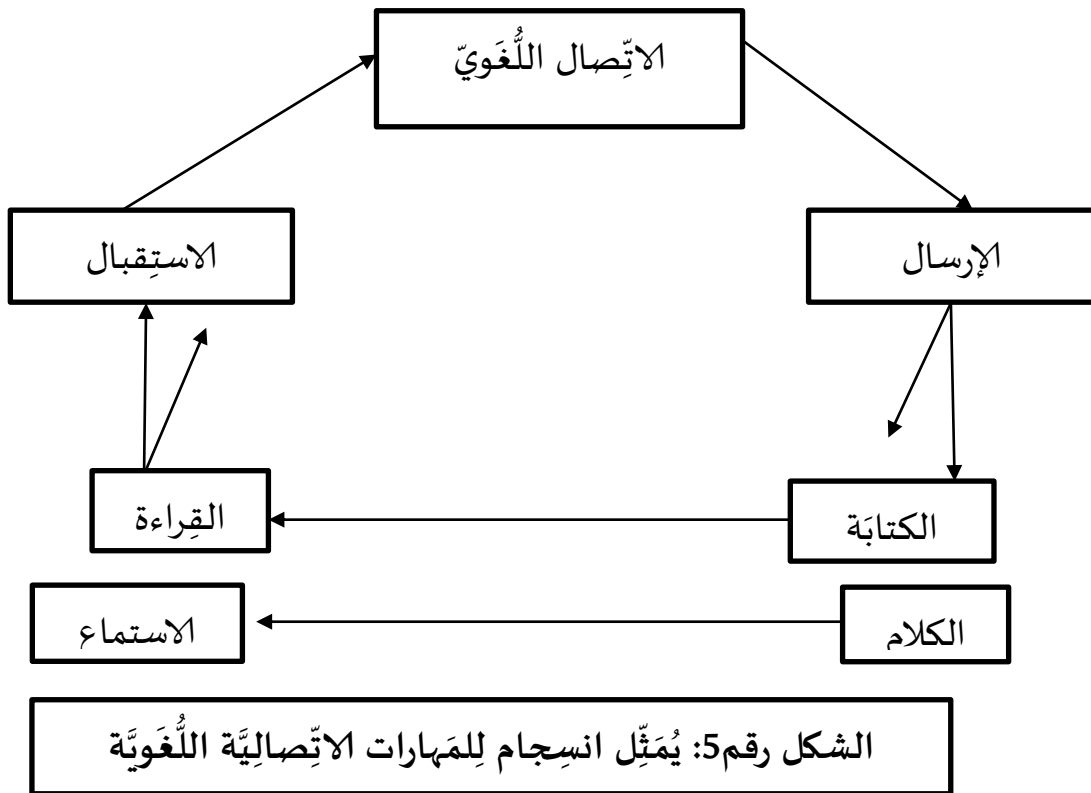 الاتِّصال اللُّغَويّ
الإرسال
الاستِقبال
الكتابَة
القِراءة
الكلام
الاستماع
الشكل رقم5: يُمَثِّل انسِجام لِلمَهارات الاتِّصالِيَّة اللُّغَويَّة